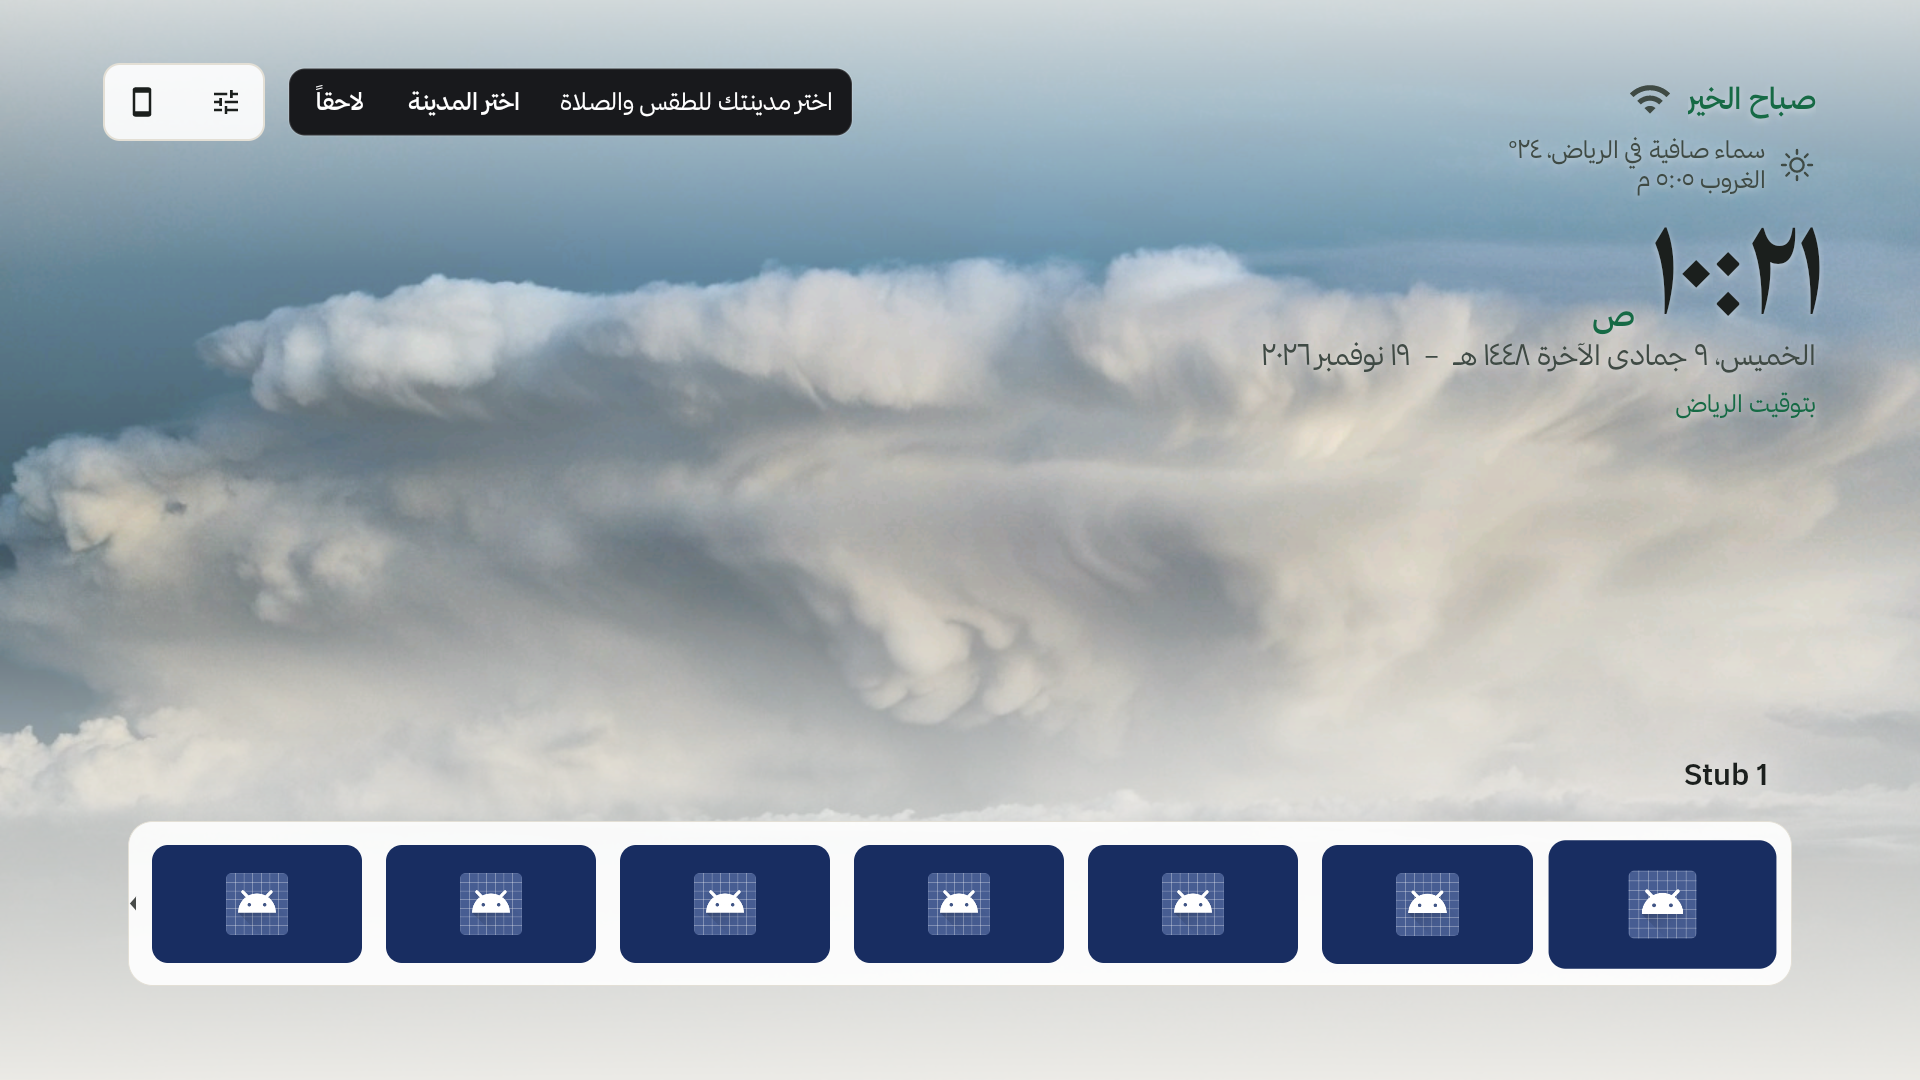 صباح الخير
سماء صافية في الرياض، ٢٤°
الغروب ٥:٠٥ م
١٠:٢١ ص
الخميس، ٩ جمادى الآخرة ١٤٤٨ هـ – ١٩ نوفمبر ٢٠٢٦
بتوقيت الرياض
اختر مدينتك للطقس والصلاة اختر المدينة لاحقاً
Stub 1